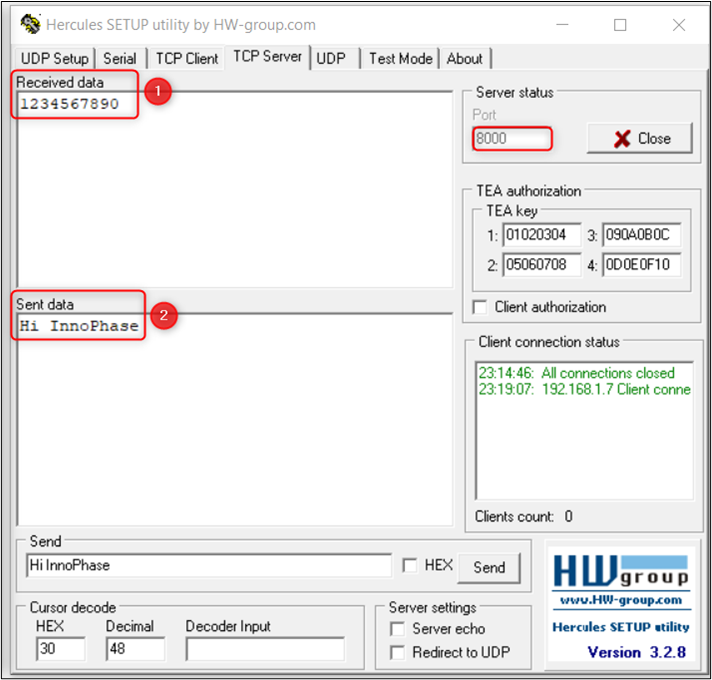 Hercules SETUP utility by HW-group.com
UDP Setup Serial TCP Client TCP Server UDP Test Mode About
Received data
1
1234567890
Server status
Port
8000
Close
TEA authorization
TEA key
1: 01020304 3: 090A0B0C
2: 05060708 4: 0D0E0F10
Client authorization
Sent data
2
Hi InnoPhase
Client connection status
23:14:46: All connections closed
23:19:07: 192.168.1.7 Client conne
Clients count: 0
Send
Hi InnoPhase HEX Send
Cursor decode
HEX Decimal Decoder Input
30 48
Server settings
Server echo
Redirect to UDP
HWgroup
www.HW-group.com
Hercules SETUP utility
Version 3.2.8